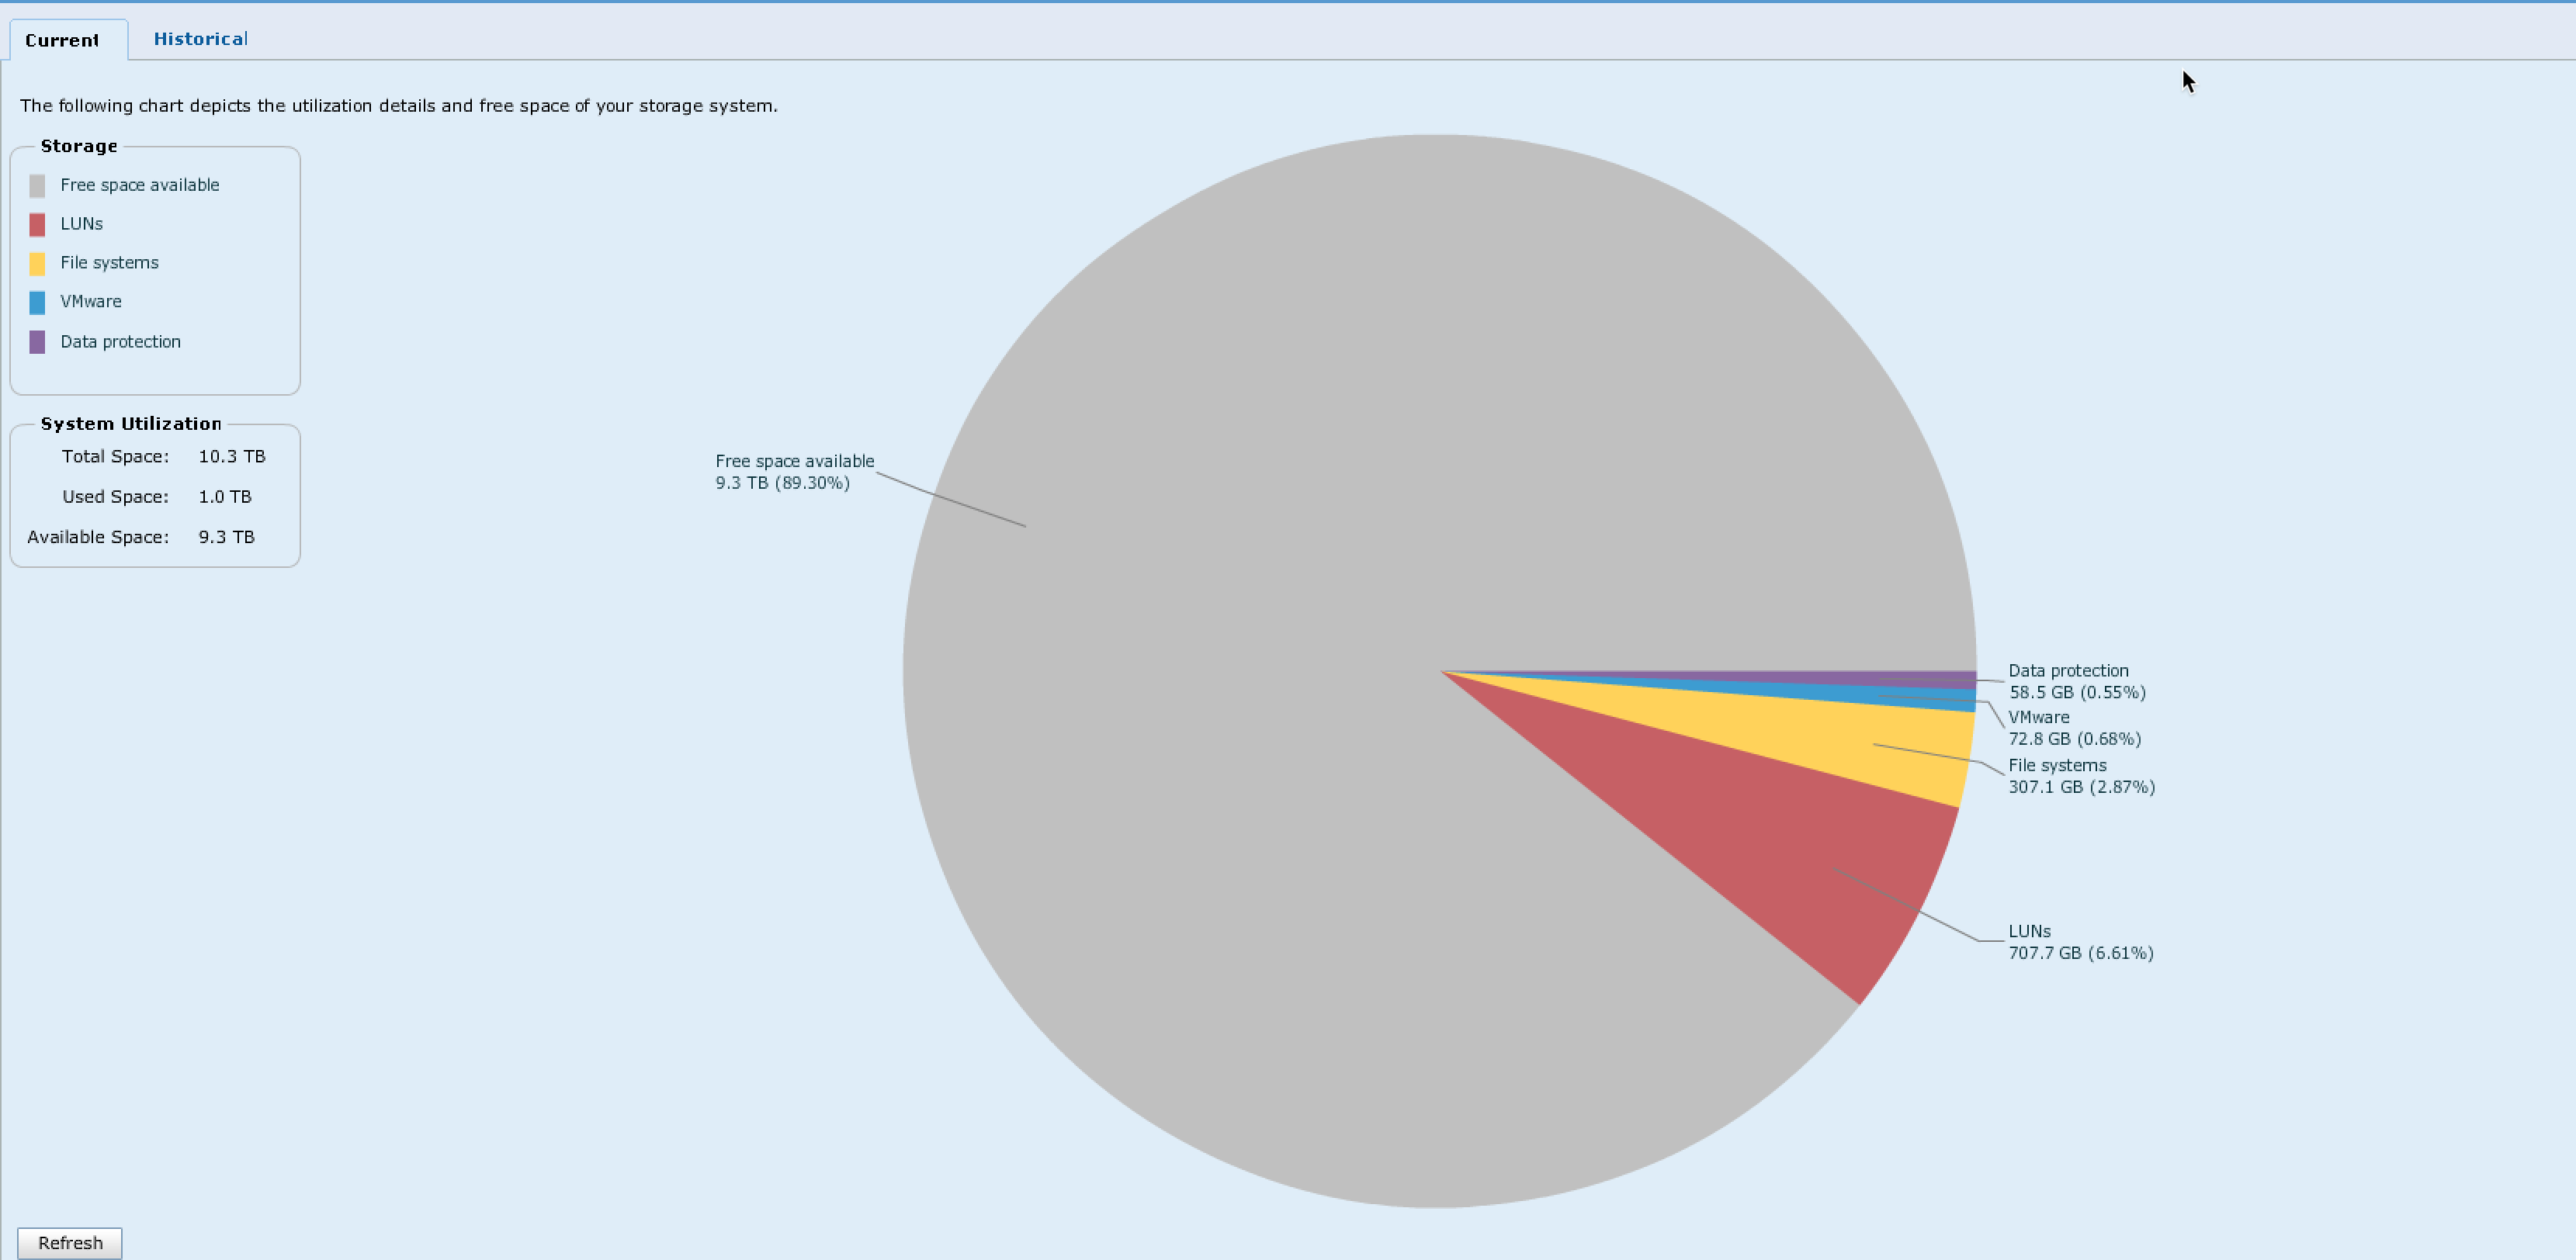 Current
Historical
The following chart depicts the utilization details and free space of your storage system.
Storage
Free space available
LUNs
File systems
VMware
Data protection
System Utilization
Total Space: 10.3 TB
Used Space: 1.0 TB
Available Space: 9.3 TB
Free space available
9.3 TB (89.30%)
Data protection
58.5 GB (0.55%)
VMware
72.8 GB (0.68%)
File systems
307.1 GB (2.87%)
LUNs
707.7 GB (6.61%)
Refresh